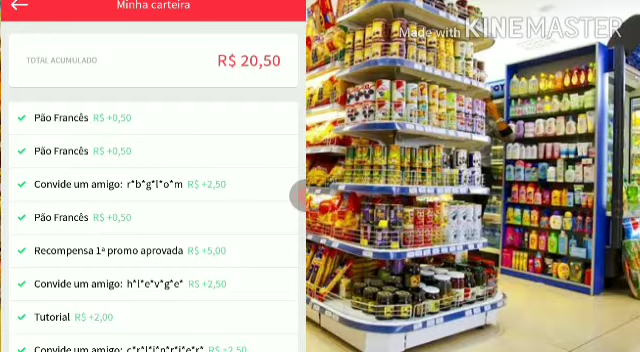 Minha carteira
TOTAL ACUMULADO
R$ 20,50
Pão Francês R$ +0,50
Pão Francês R$ +0,50
Convide um amigo: r*b*g*l*o*m R$ +2,50
Pão Francês R$ +0,50
Recompensa 1ª promo aprovada R$ +5,00
Convide um amigo: h*l*e*v*g*e* R$ +2,50
Tutorial R$ +2,00
Convide um amigo: c*r*l*i*n*r*i*e*r* R$ +2,50
Made with KINEMASTER